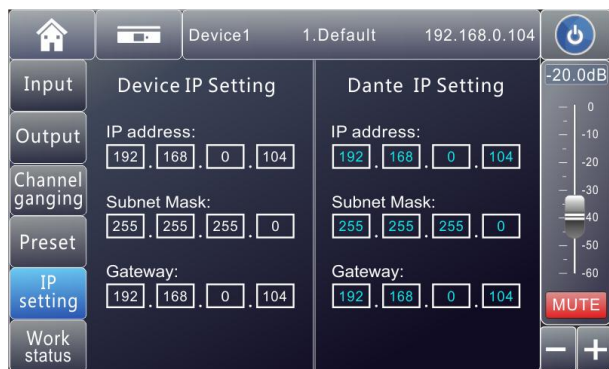 Device1 1.Default 192.168.0.104
Input
Output
Channel
ganging
Preset
IP
setting
Work
status
Device IP Setting
IP address:
192 . 168 . 0 . 104
Subnet Mask:
255 . 255 . 255 . 0
Gateway:
192 . 168 . 0 . 104
Dante IP Setting
IP address:
192 . 168 . 0 . 104
Subnet Mask:
255 . 255 . 255 . 0
Gateway:
192 . 168 . 0 . 104
-20.0dB
0
-10
-20
-30
-40
-50
-60
MUTE
− +